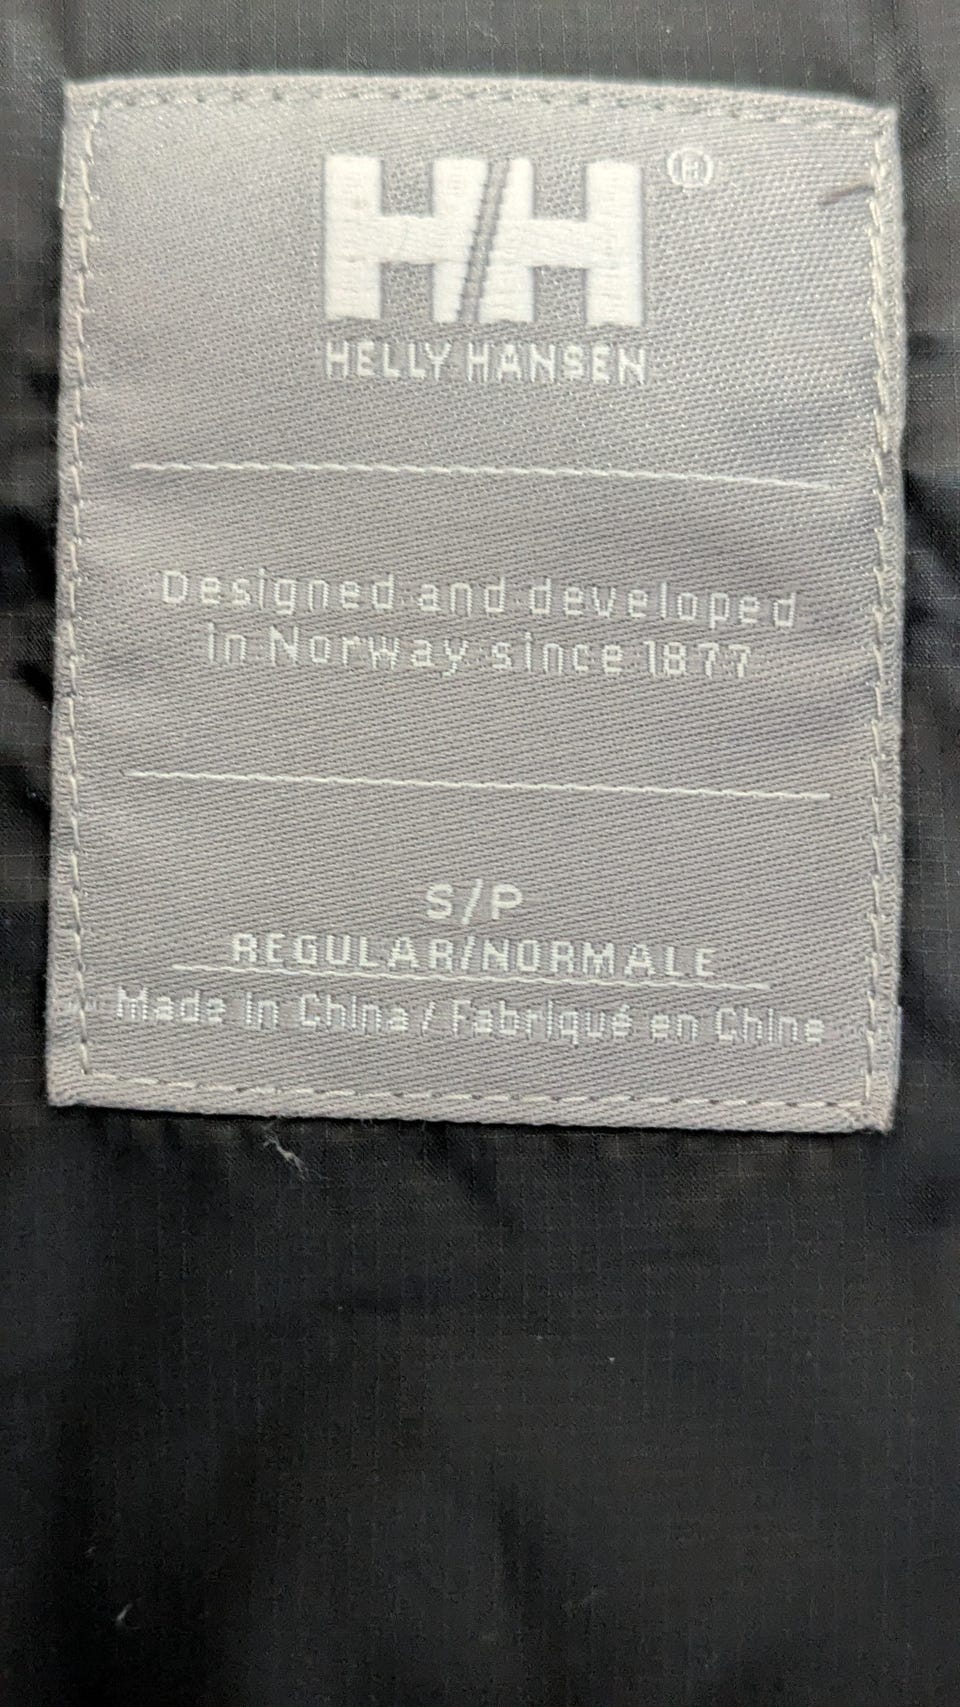 HH®
HELLY HANSEN
Designed and developed
in Norway since 1877
S/P
REGULAR/NORMALE
Made in China / Fabriqué en Chine